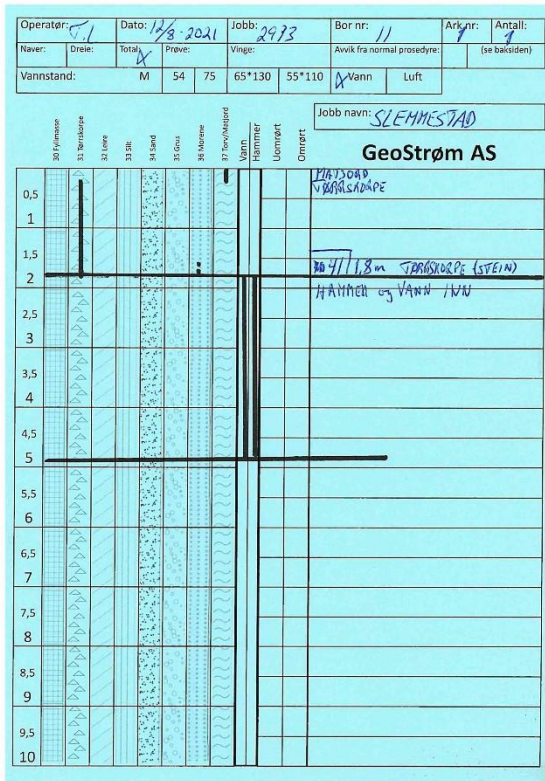 Operatør: T.L Dato: 12/8-2021 Jobb: 2973 Bor nr: 11 Ark nr: 1 Antall: 1
Naver: Dreie: Total: X Prøve: Vinge: Avvik fra normal prosedyre: (se baksiden)
Vannstand: M 54 75 65*130 55*110 X Vann Luft
Jobb navn: SLEMMESTAD
30 Fyllmasse
31 Tørrskorpe
32 Leire
33 Silt
34 Sand
35 Grus
36 Morene
37 Torv/Matjord
Vann
Hammer
Uomrørt
Omrørt
GeoStrøm AS
MATJORD
TØRRSKORPE
0,5
1
1,5
41 1,8m TØRRSKORPE (STEIN)
2
HAMMER og VANN INN
2,5
3
3,5
4
4,5
5
5,5
6
6,5
7
7,5
8
8,5
9
9,5
10